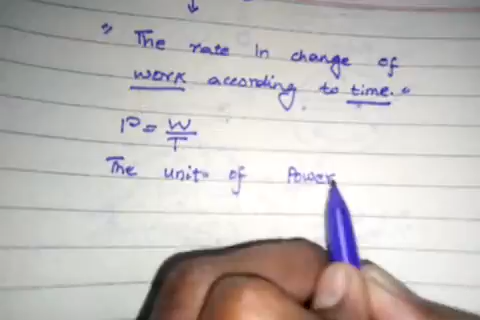 " The rate in change of
work according to time. "
P = W/T
The unit of Power